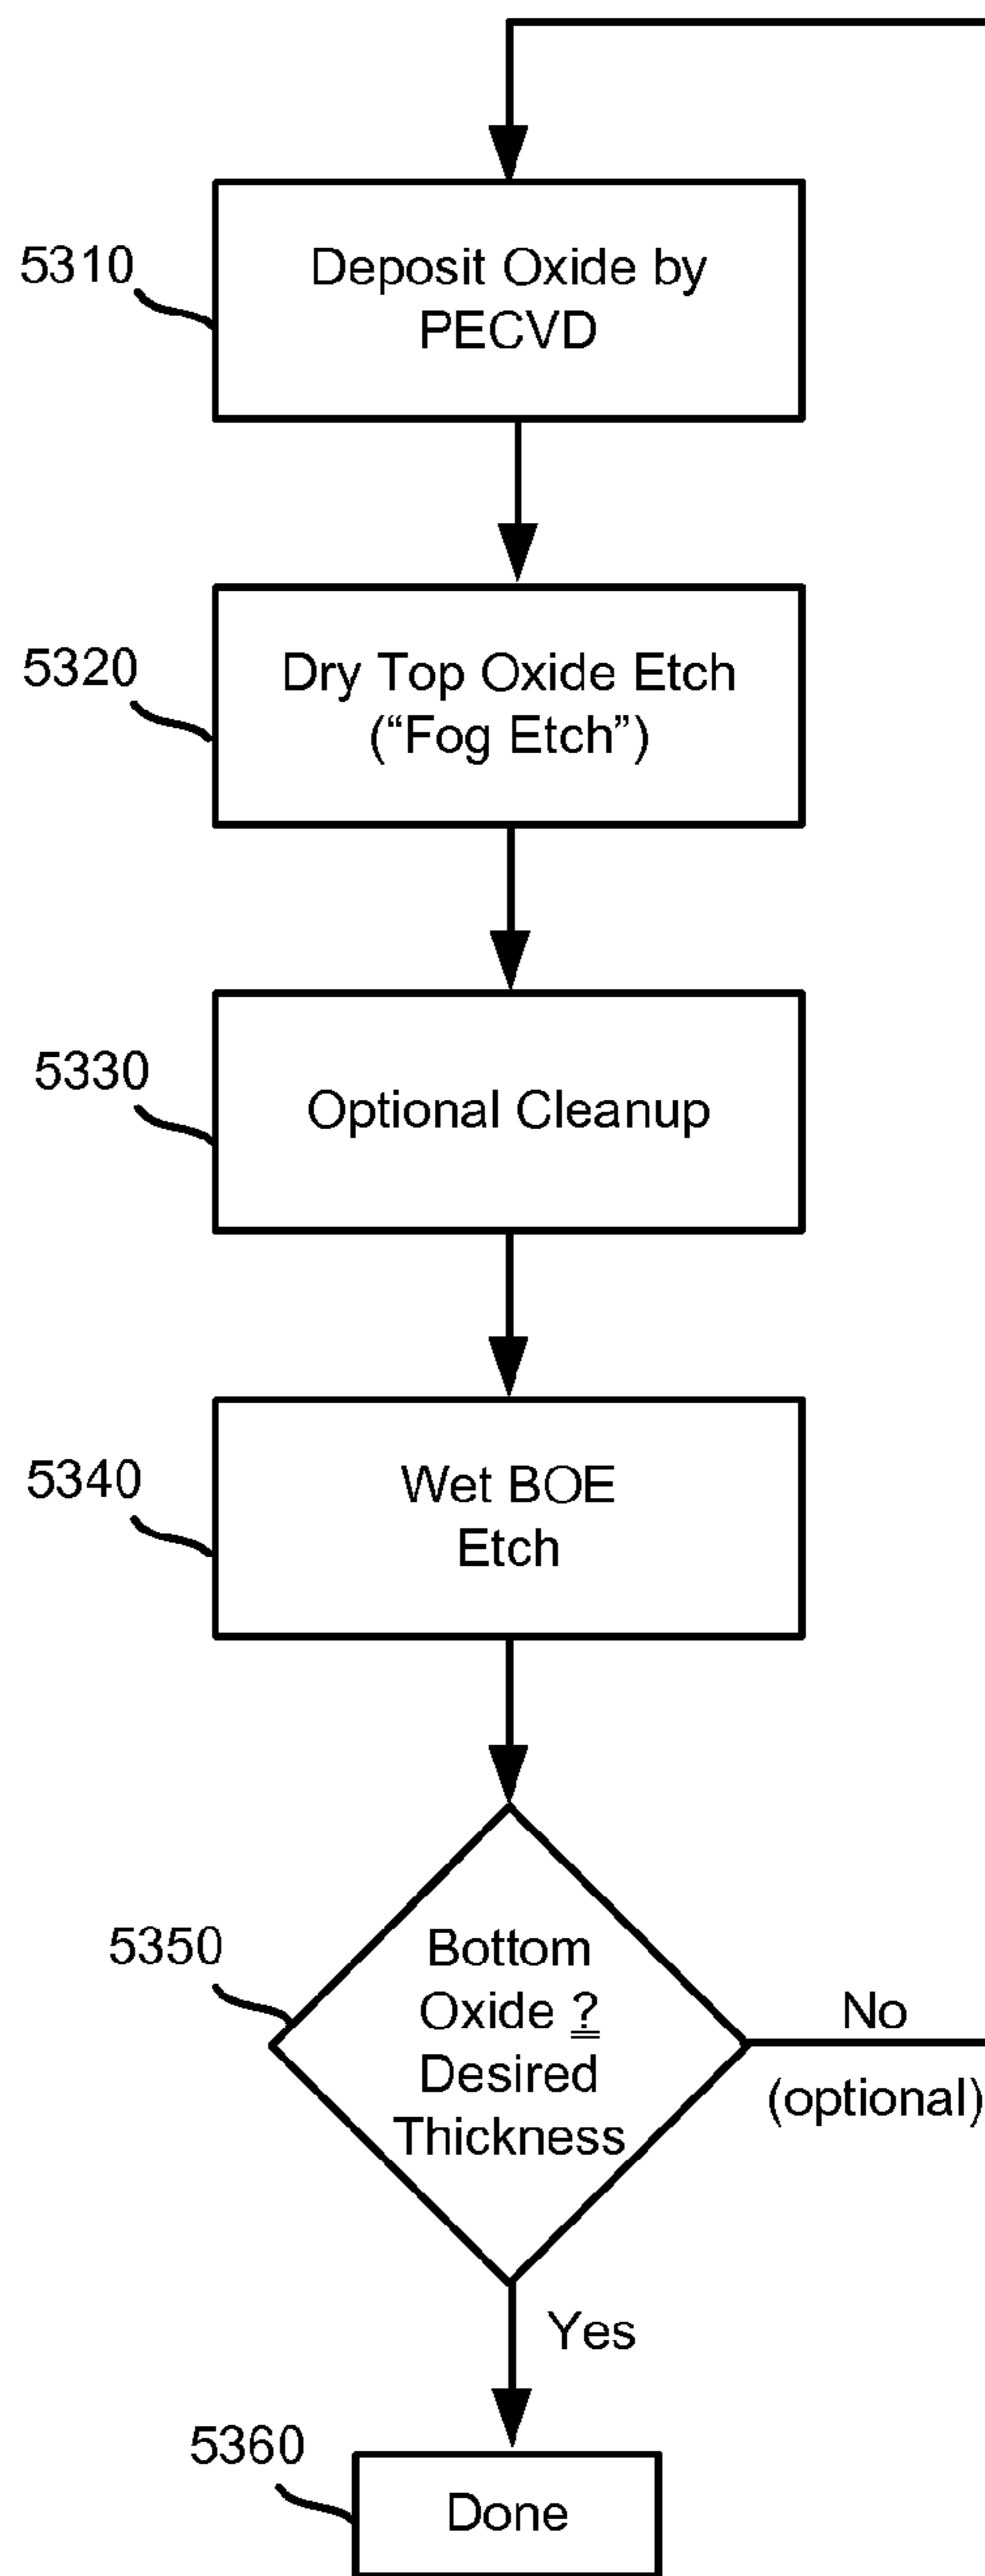 5310
Deposit Oxide by
PECVD
5320
Dry Top Oxide Etch
(“Fog Etch”)
5330
Optional Cleanup
5340
Wet BOE
Etch
5350
Bottom
Oxide ?
Desired
Thickness
No
(optional)
Yes
5360
Done